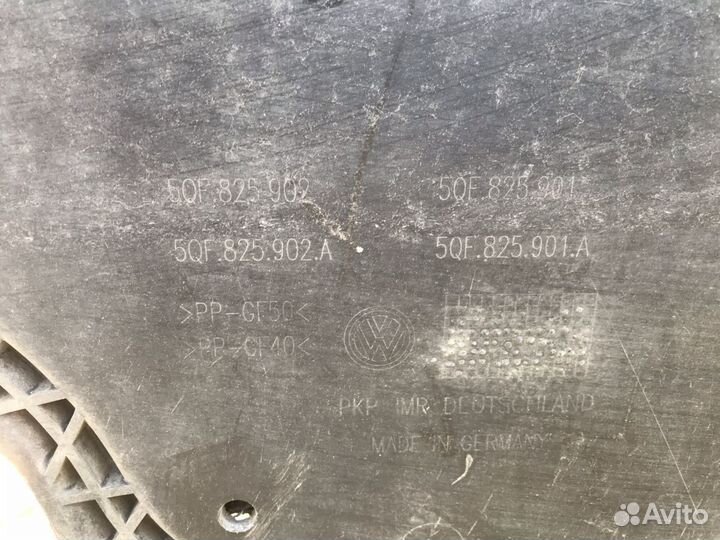 5QF.825.902 5QF.825.901
5QF.825.902.A 5QF.825.901.A
>PP-GF50<
>PP-GF40<
VW
PKP IMR DEUTSCHLAND
MADE IN GERMANY
Avito